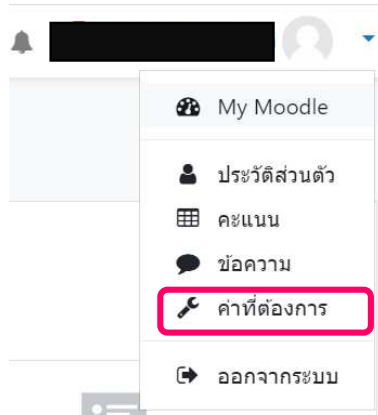 My Moodle
ประวัติส่วนตัว
คะแนน
ข้อความ
ค่าที่ต้องการ
ออกจากระบบ